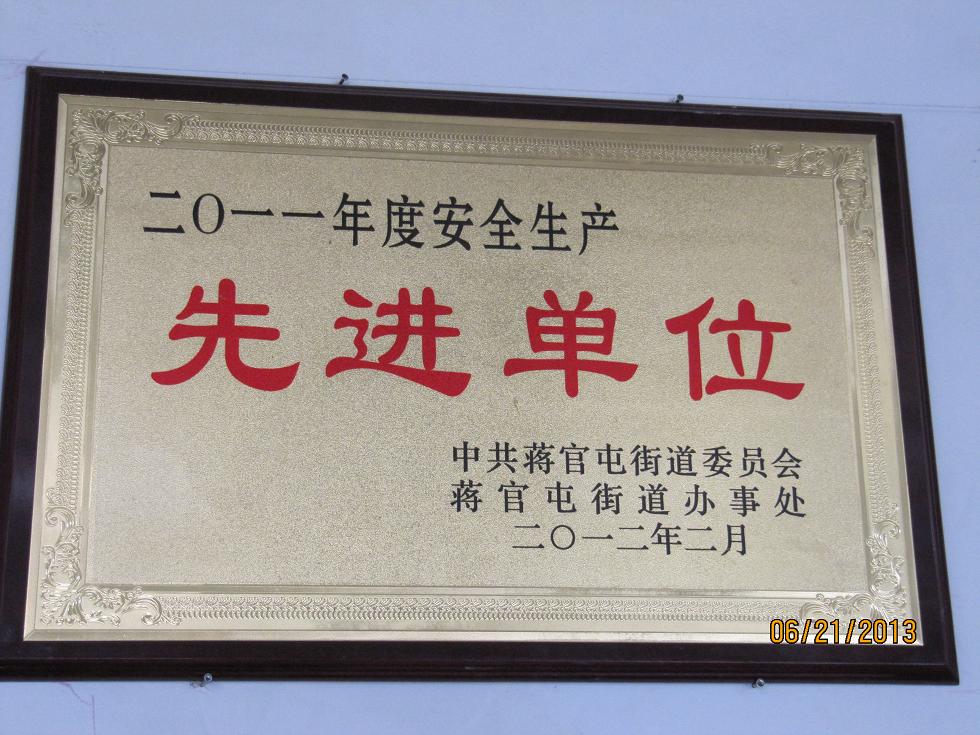 二〇一一年度安全生产
先进单位
中共蒋官屯街道委员会
蒋官屯街道办事处
二〇一二年二月
06/21/2013